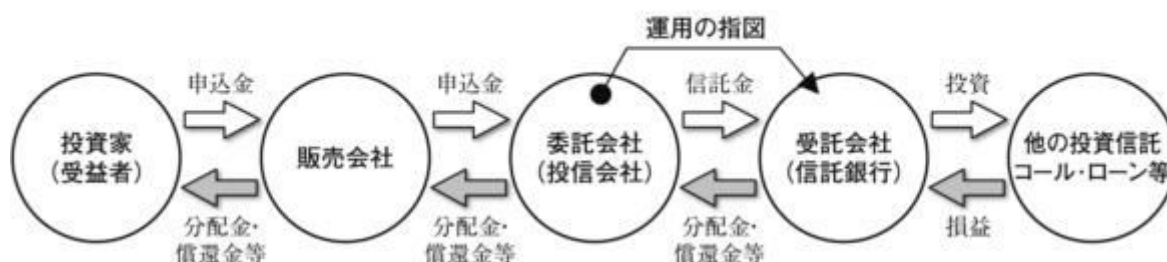 運用の指図
申込金
申込金
信託金
投資
投資家
（受益者）
販売会社
委託会社
（投信会社）
受託会社
（信託銀行）
他の投資信託
コール・ローン等
分配金・
償還金等
分配金・
償還金等
分配金・
償還金等
損益